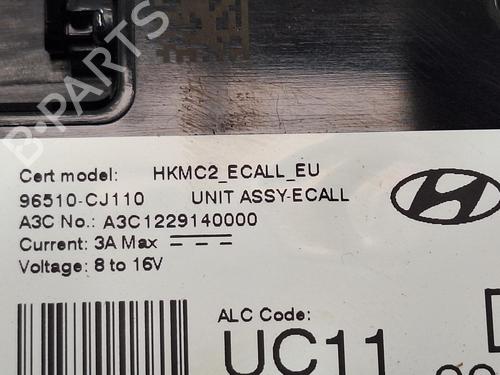 B-PARTS
Cert model: HKMC2_ECALL_EU
96510-CJ110 UNIT ASSY-ECALL
A3C No.: A3C1229140000
Current: 3A Max
Voltage: 8 to 16V
ALC Code:
UC11